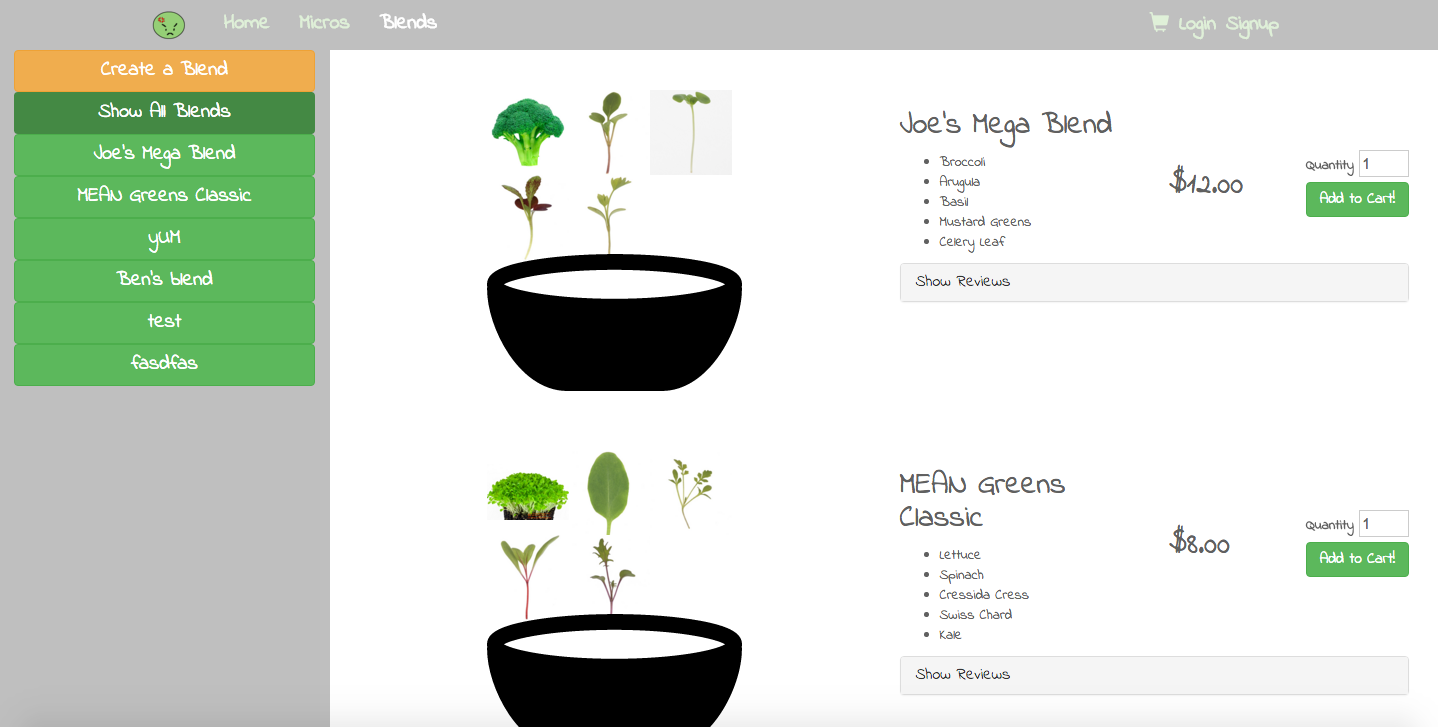 Home Micros Blends Login Signup
Create a Blend
Show All Blends
Joe's Mega Blend
MEAN Greens Classic
yUM
Ben's blend
test
fasdfas
Joe's Mega Blend
Broccoli
Arugula
Basil
Mustard Greens
Celery Leaf
$12.00
Quantity 1
Add to Cart!
Show Reviews
MEAN Greens
Classic
Lettuce
Spinach
Cressida Cress
Swiss Chard
Kale
$8.00
Quantity 1
Add to Cart!
Show Reviews